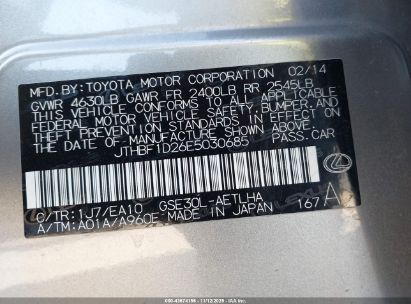 MFD.BY:TOYOTA MOTOR CORPORATION 02/14
GVWR 4630LB GAWR FR 2400LB RR 2545LB
THIS VEHICLE CONFORMS TO ALL APPLICABLE
FEDERAL MOTOR VEHICLE SAFETY,BUMPER,AND
THEFT PREVENTION STANDARDS IN EFFECT ON
THE DATE OF MANUFACTURE SHOWN ABOVE.
JTHBF1D26E5030685 PASS.CAR
C/TR:1J7/EA10 GSE30L-AETLHA
A/TM:A01A/A960E MADE IN JAPAN 167 A